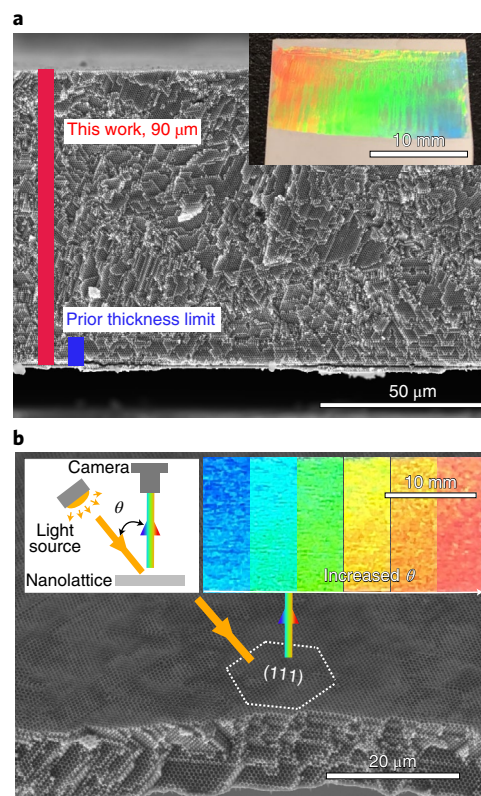 a
This work, 90 μm
10 mm
Prior thickness limit
50 μm
b
Camera
θ
Light
source
Nanolattice
10 mm
Increased θ
(111)
20 μm